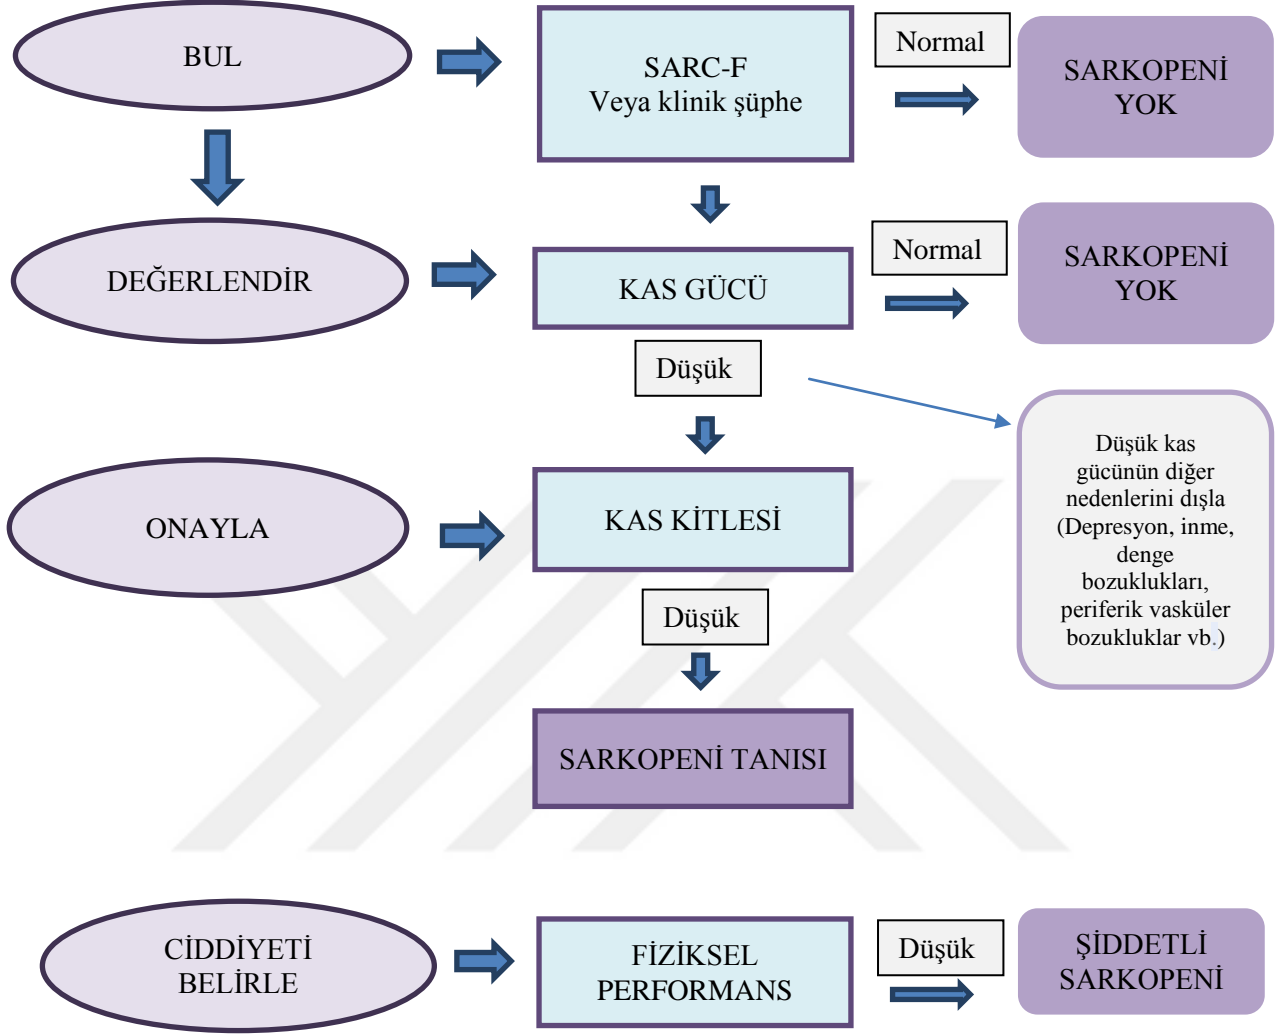 BUL
SARC-F
Veya klinik şüphe
Normal
SARKOPENİ
YOK
DEĞERLENDİR
KAS GÜCÜ
Normal
SARKOPENİ
YOK
Düşük
Düşük kas
gücünün diğer
nedenlerini dışla
(Depresyon, inme,
denge
bozuklukları,
periferik vasküler
bozukluklar vb.)
ONAYLA
KAS KİTLESİ
Düşük
SARKOPENİ TANISI
CİDDİYETİ
BELİRLE
FİZİKSEL
PERFORMANS
Düşük
ŞİDDETLİ
SARKOPENİ